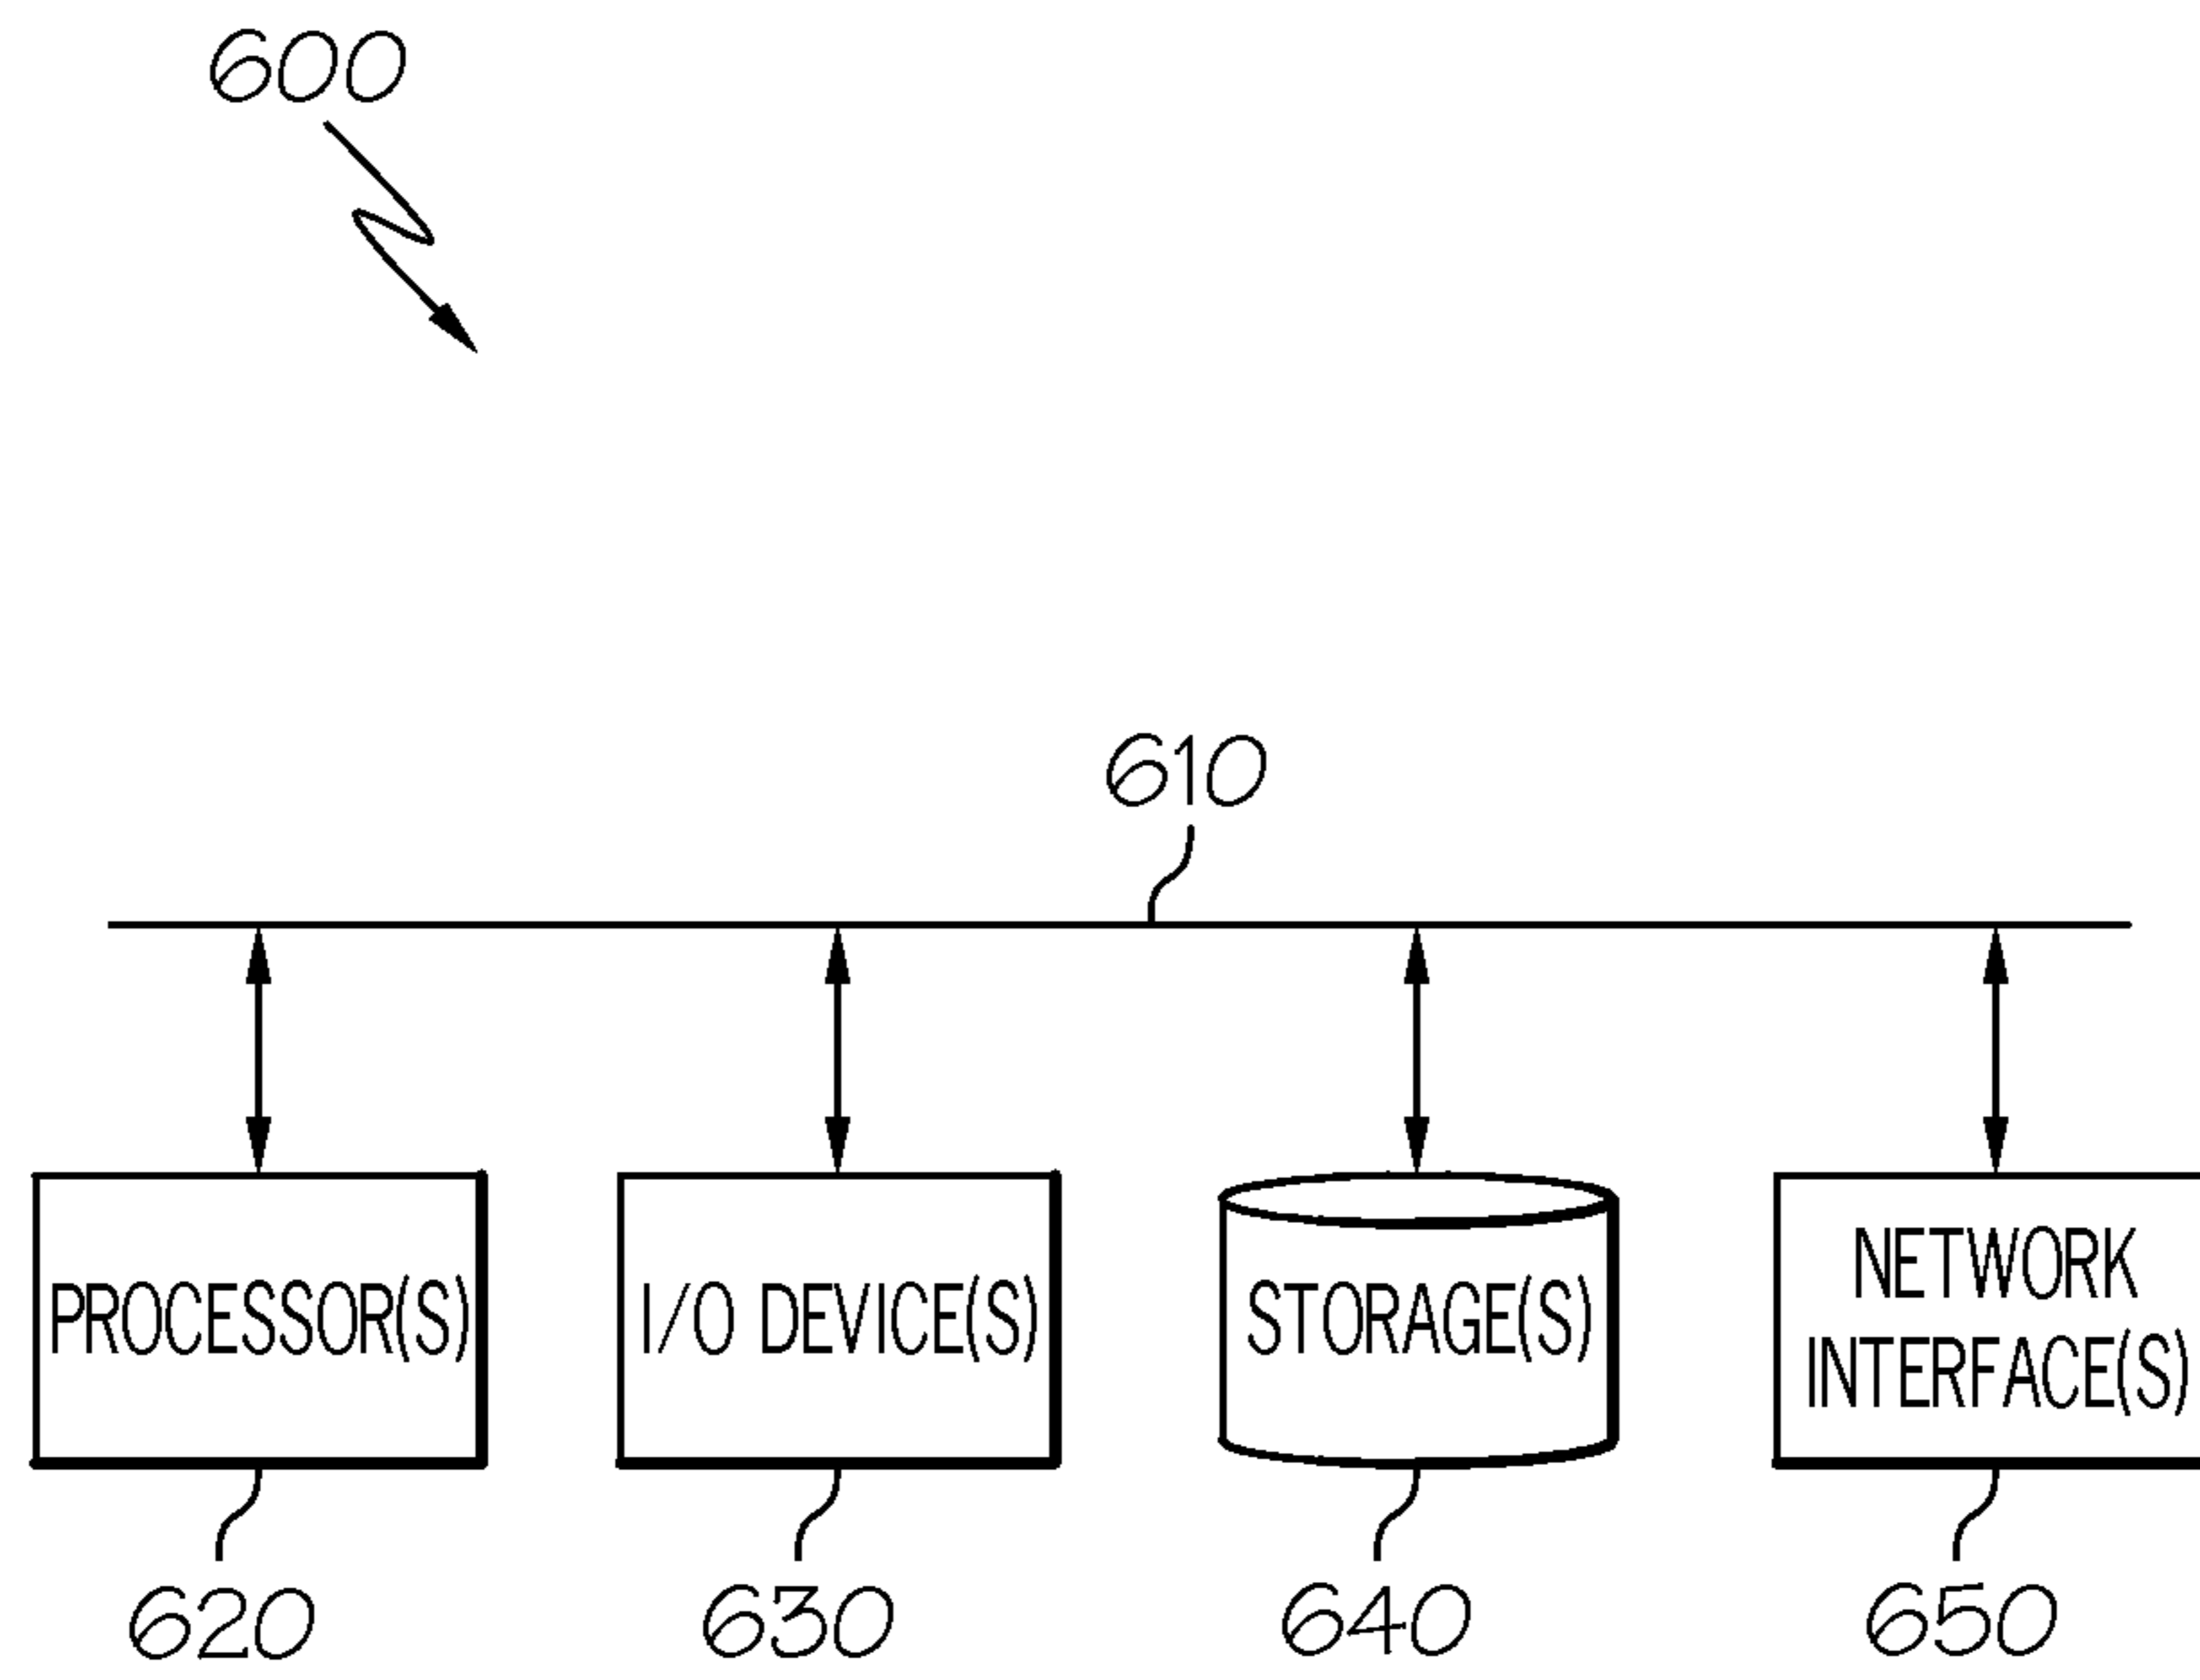 600
610
PROCESSOR(S)
I/O DEVICE(S)
STORAGE(S)
NETWORK
INTERFACE(S)
620
630
640
650